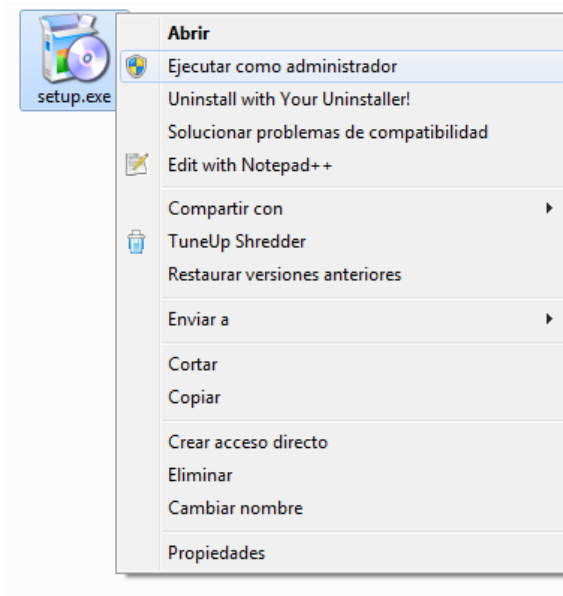 setup.exe
Abrir
Ejecutar como administrador
Uninstall with Your Uninstaller!
Solucionar problemas de compatibilidad
Edit with Notepad++
Compartir con
TuneUp Shredder
Restaurar versiones anteriores
Enviar a
Cortar
Copiar
Crear acceso directo
Eliminar
Cambiar nombre
Propiedades